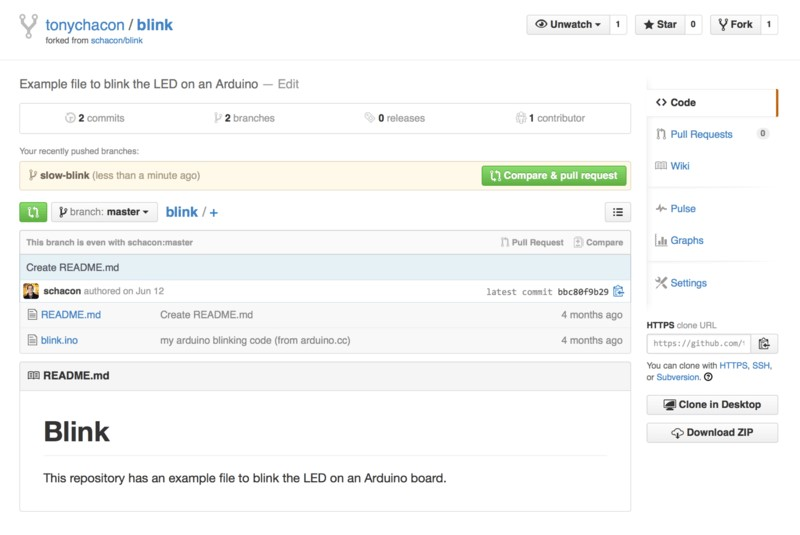 tonychacon / blink
forked from schacon/blink
Unwatch 1 Star 0 Fork 1
Example file to blink the LED on an Arduino — Edit
2 commits 2 branches 0 releases 1 contributor
Your recently pushed branches:
slow-blink (less than a minute ago) Compare & pull request
branch: master blink / +
This branch is even with schacon:master Pull Request Compare
Create README.md
schacon authored on Jun 12 latest commit bbc80f9b29
README.md Create README.md 4 months ago
blink.ino my arduino blinking code (from arduino.cc) 4 months ago
README.md
Blink
This repository has an example file to blink the LED on an Arduino board.
Code
Pull Requests 0
Wiki
Pulse
Graphs
Settings
HTTPS clone URL
https://github.com/
You can clone with HTTPS, SSH,
or Subversion.
Clone in Desktop
Download ZIP